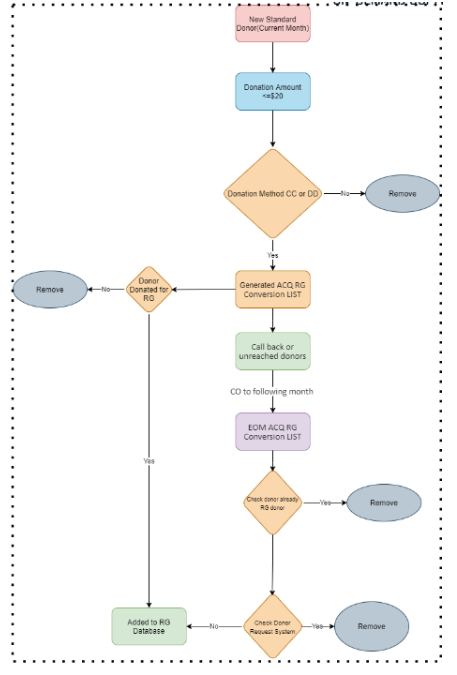 New Standard
Donor(Current Month)
Donation Amount
<=$20
Donation Method CC or DD
No
Remove
Yes
Generated ACQ RG
Conversion LIST
Donor
Donated for
RG
No
Remove
Call back or
unreached donors
CO to following month
EOM ACQ RG
Conversion LIST
Yes
Check donor already
RG donor
Yes
Remove
Added to RG
Database
No
Check Donor
Request System
Yes
Remove